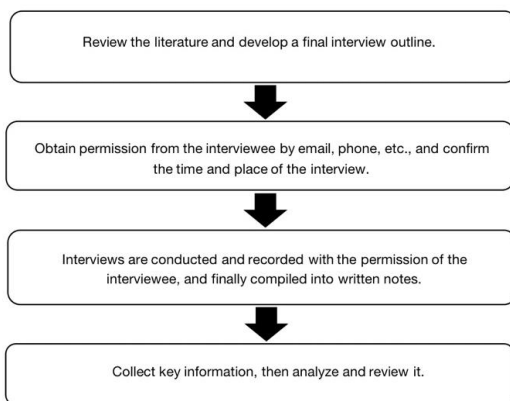 Review the literature and develop a final interview outline.
Obtain permission from the interviewee by email, phone, etc., and confirm
the time and place of the interview.
Interviews are conducted and recorded with the permission of the
interviewee, and finally compiled into written notes.
Collect key information, then analyze and review it.